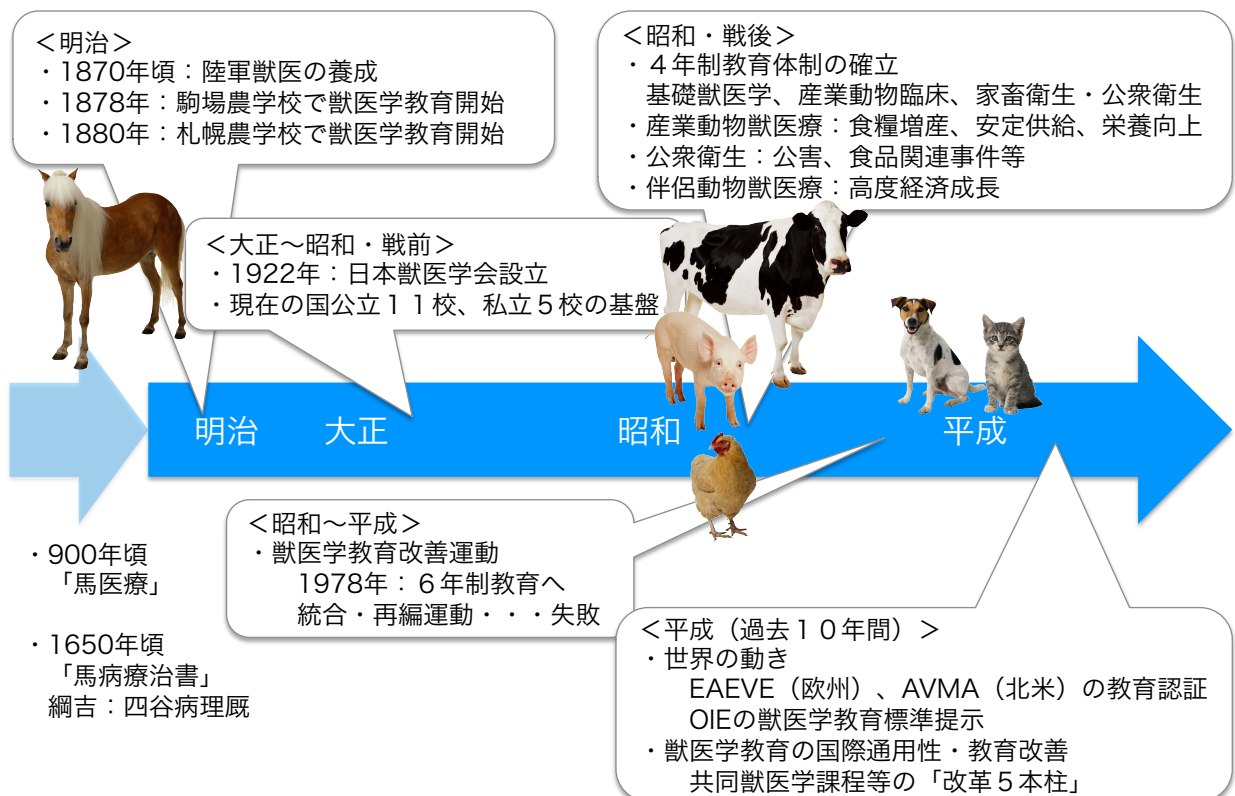 ＜明治＞
・1870年頃：陸軍獣医の養成
・1878年：駒場農学校で獣医学教育開始
・1880年：札幌農学校で獣医学教育開始
＜昭和・戦後＞
・４年制教育体制の確立
基礎獣医学、産業動物臨床、家畜衛生・公衆衛生
・産業動物獣医療：食糧増産、安定供給、栄養向上
・公衆衛生：公害、食品関連事件等
・伴侶動物獣医療：高度経済成長
＜大正〜昭和・戦前＞
・1922年：日本獣医学会設立
・現在の国公立１１校、私立５校の基盤
明治 大正 昭和 平成
・900年頃
「馬医療」
・1650年頃
「馬病療治書」
綱吉：四谷病理厩
＜昭和〜平成＞
・獣医学教育改善運動
1978年：６年制教育へ
統合・再編運動・・・失敗
＜平成（過去１０年間）＞
・世界の動き
EAEVE（欧州）、AVMA（北米）の教育認証
OIEの獣医学教育標準提示
・獣医学教育の国際通用性・教育改善
共同獣医学課程等の「改革５本柱」